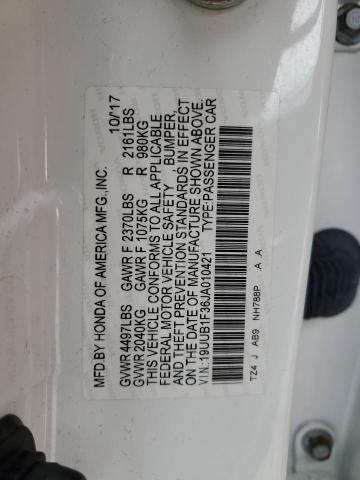 MFD.BY HONDA OF AMERICA MFG.,INC. 10/17
GVWR 4497LBS GAWR F 2370LBS R 2161LBS
GVWR 2040KG GAWR F 1075KG R 980KG
THIS VEHICLE CONFORMS TO ALL APPLICABLE
FEDERAL MOTOR VEHICLE SAFETY BUMPER,
AND THEFT PREVENTION STANDARDS IN EFFECT
ON THE DATE OF MANUFACTURE SHOWN ABOVE.
VIN:19UUB1F36JA010421 TYPE:PASSENGER CAR
TZ4 J AB9 NH788P A A